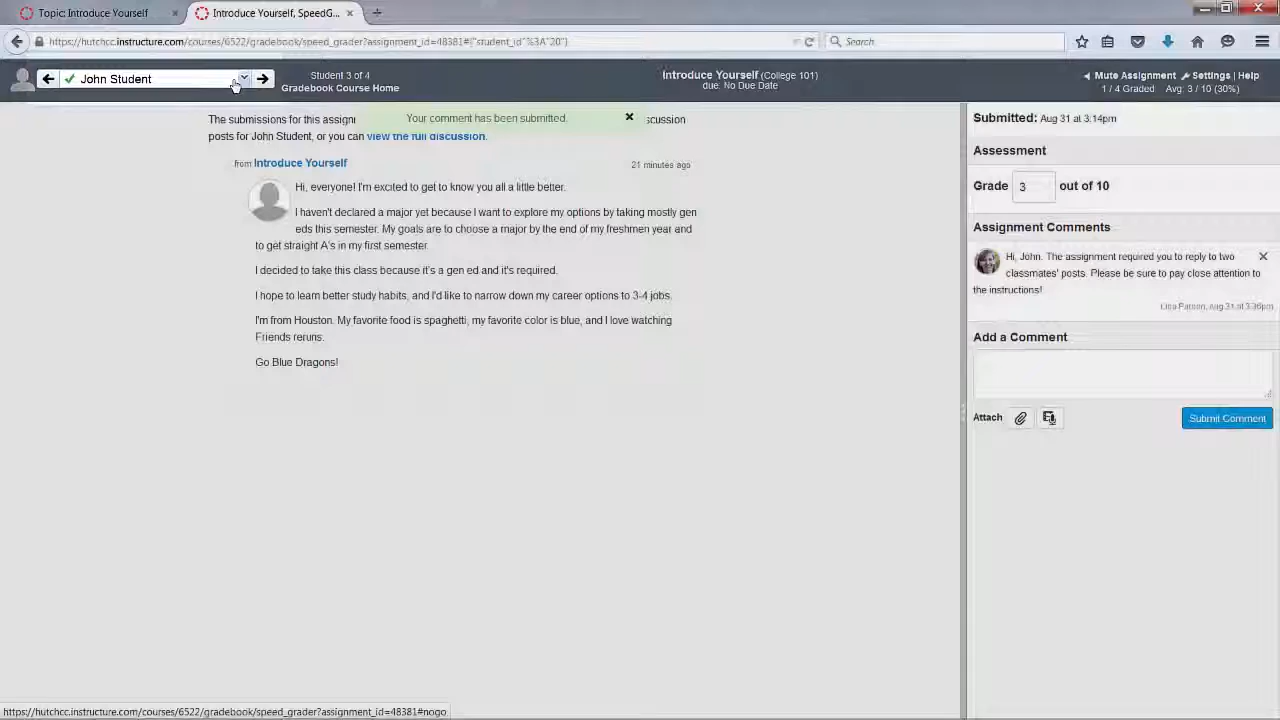 Topic: Introduce Yourself
Introduce Yourself, SpeedG...
https://hutchcc.instructure.com/courses/6522/gradebook/speed_grader?assignment_id=48381#{"student_id"%3A"20"}
Search
John Student
Student 3 of 4
Gradebook Course Home
Introduce Yourself (College 101)
due: No Due Date
Mute Assignment Settings | Help
1 / 4 Graded Avg: 3 / 10 (30%)
The submissions for this assignm
Your comment has been submitted.
scussion
posts for John Student, or you can view the full discussion.
from Introduce Yourself
21 minutes ago
Hi, everyone! I'm excited to get to know you all a little better.
I haven't declared a major yet because I want to explore my options by taking mostly gen
eds this semester. My goals are to choose a major by the end of my freshmen year and
to get straight A's in my first semester.
I decided to take this class because it's a gen ed and it's required.
I hope to learn better study habits, and I'd like to narrow down my career options to 3-4 jobs.
I'm from Houston. My favorite food is spaghetti, my favorite color is blue, and I love watching
Friends reruns.
Go Blue Dragons!
Submitted: Aug 31 at 3:14pm
Assessment
Grade 3 out of 10
Assignment Comments
Hi, John. The assignment required you to reply to two
classmates' posts. Please be sure to pay close attention to
the instructions!
Aug 31 at 3:36pm
Add a Comment
Attach
Submit Comment
https://hutchcc.instructure.com/courses/6522/gradebook/speed_grader?assignment_id=48381#nogo